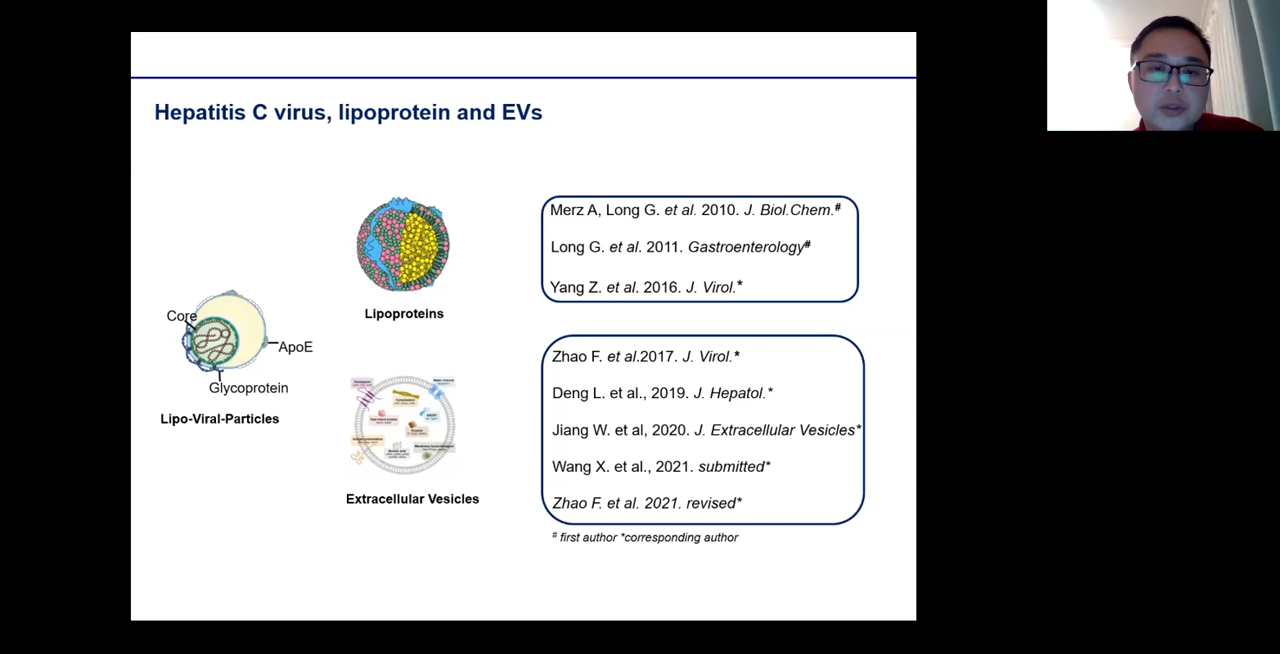 Hepatitis C virus, lipoprotein and EVs
Core
ApoE
Glycoprotein
Lipo-Viral-Particles
Lipoproteins
Extracellular Vesicles
Merz A, Long G. et al. 2010. J. Biol.Chem.#
Long G. et al. 2011. Gastroenterology#
Yang Z. et al. 2016. J. Virol.*
Zhao F. et al.2017. J. Virol.*
Deng L. et al., 2019. J. Hepatol.*
Jiang W. et al, 2020. J. Extracellular Vesicles*
Wang X. et al., 2021. submitted*
Zhao F. et al. 2021. revised*
# first author *corresponding author